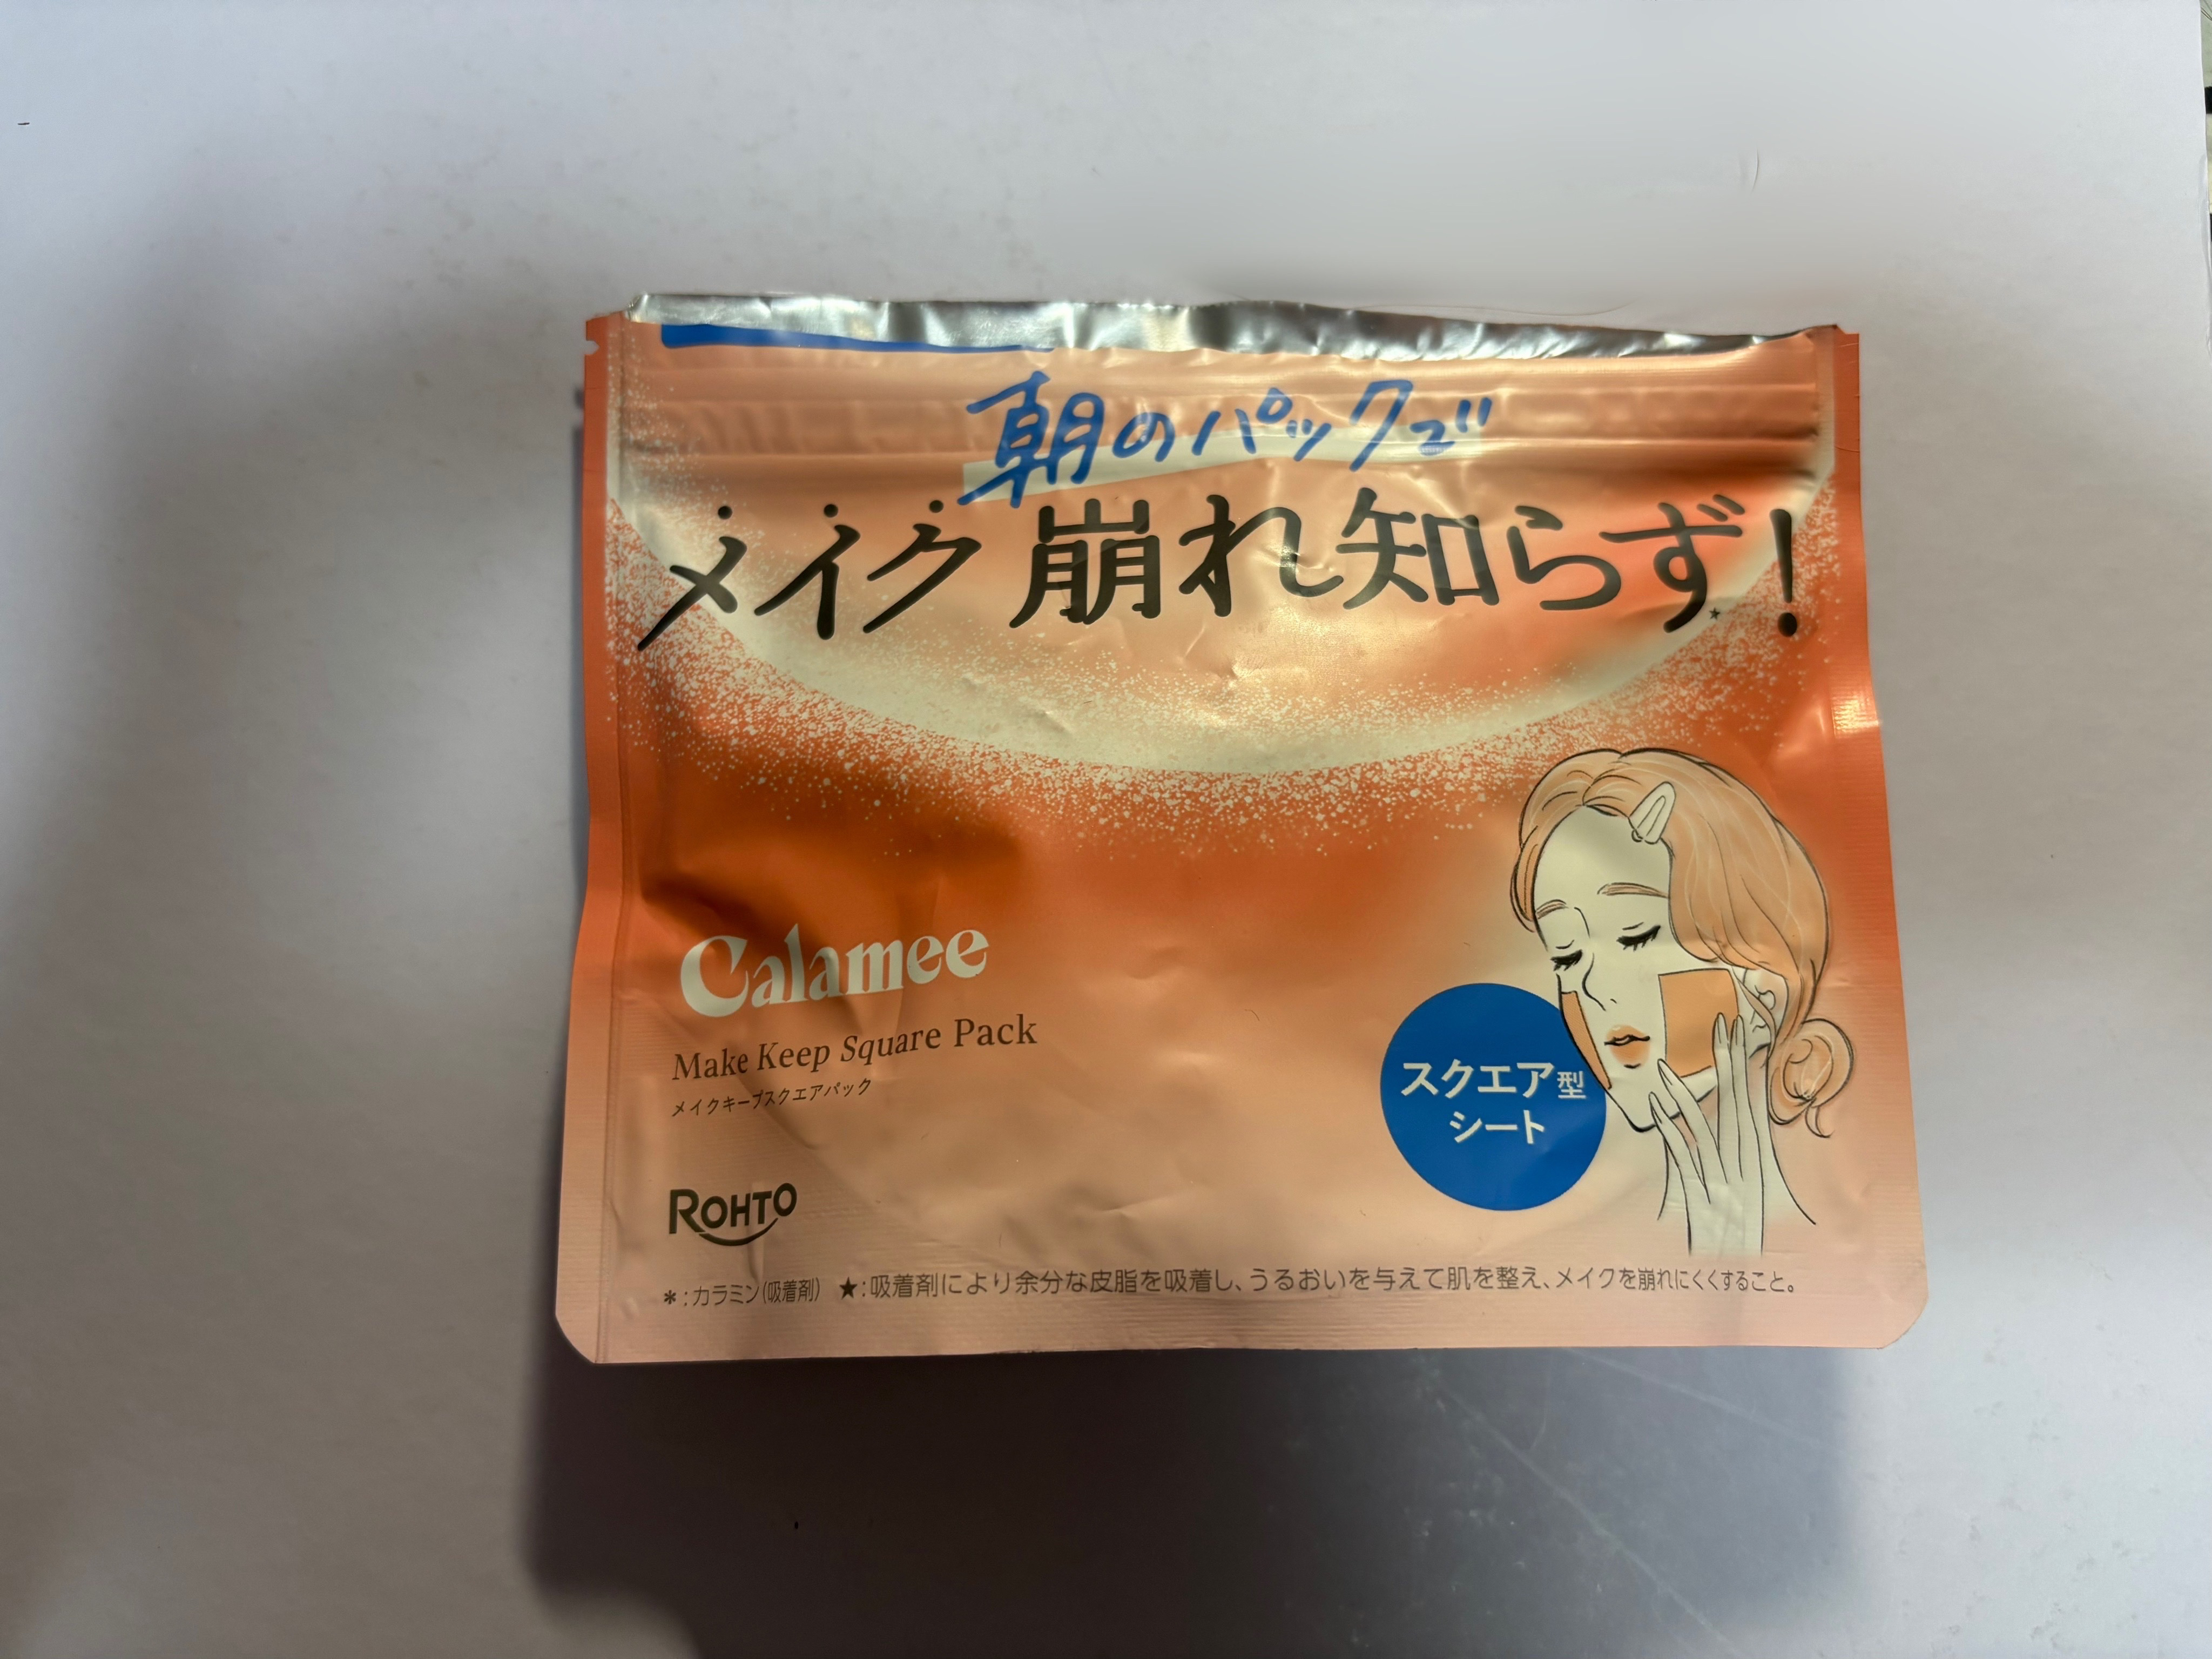 朝のパックで
メイク崩れ知らず★!
Calamee
Make Keep Square Pack
メイクキープスクエアパック
スクエア型
シート
ROHTO
*:カラミン(吸着剤) ★:吸着剤により余分な皮脂を吸着し、うるおいを与えて肌を整え、メイクを崩れにくくすること。